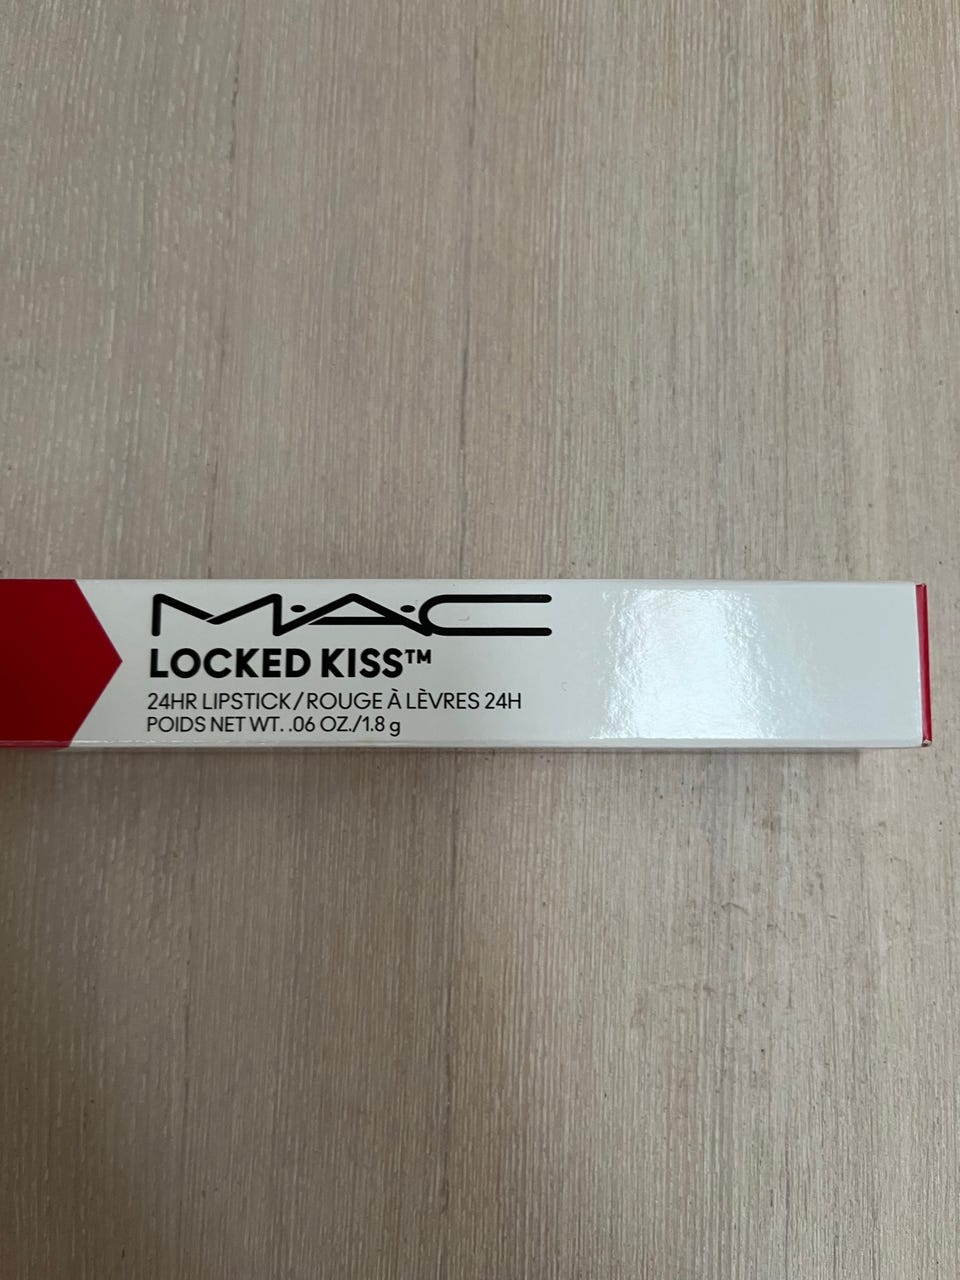 M·A·C
LOCKED KISS™
24HR LIPSTICK/ROUGE À LÈVRES 24H
POIDS NET WT. .06 OZ./1.8 g